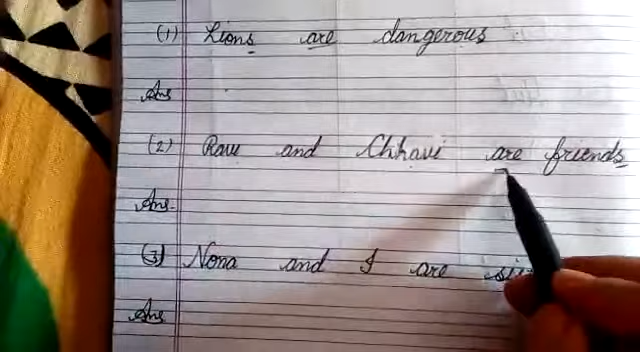 (1) Lions are dangerous
Ans
(2) Ravi and Chhavi are friends
Ans.
(3) Nona and I are
Ans